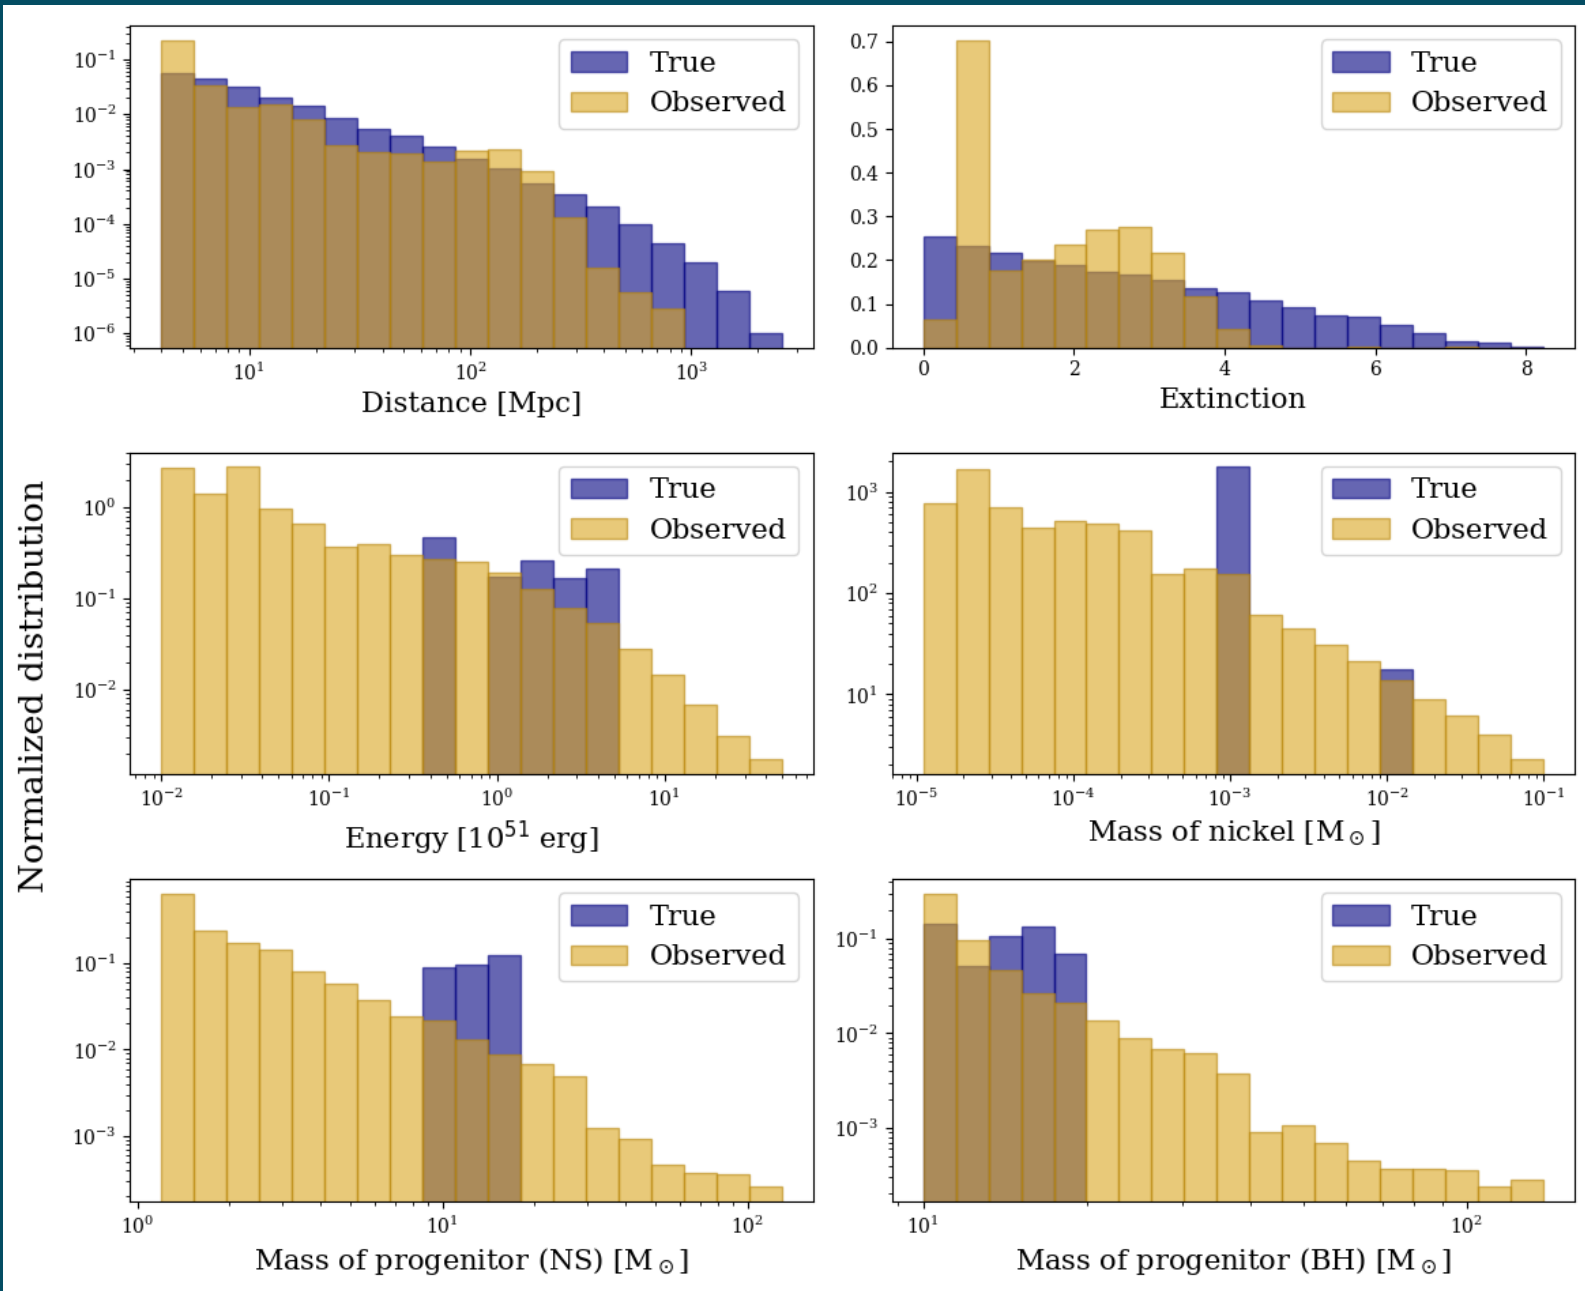 Normalized distribution
10⁻¹
10⁻²
10⁻³
10⁻⁴
10⁻⁵
10⁻⁶
True
Observed
10¹ 10² 10³
Distance [Mpc]
0.7
0.6
0.5
0.4
0.3
0.2
0.1
0.0
True
Observed
0 2 4 6 8
Extinction
10⁰
10⁻¹
10⁻²
True
Observed
10⁻² 10⁻¹ 10⁰ 10¹
Energy [10⁵¹ erg]
10³
10²
10¹
True
Observed
10⁻⁵ 10⁻⁴ 10⁻³ 10⁻² 10⁻¹
Mass of nickel [M☉]
10⁻¹
10⁻²
10⁻³
True
Observed
10⁰ 10¹ 10²
Mass of progenitor (NS) [M☉]
10⁻¹
10⁻²
10⁻³
True
Observed
10¹ 10²
Mass of progenitor (BH) [M☉]